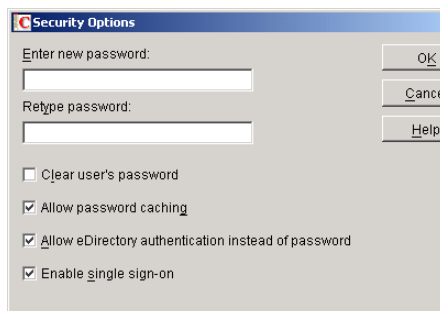 Security Options
Enter new password:
OK
Cance
Retype password:
Help
Clear user's password
Allow password caching
Allow eDirectory authentication instead of password
Enable single sign-on